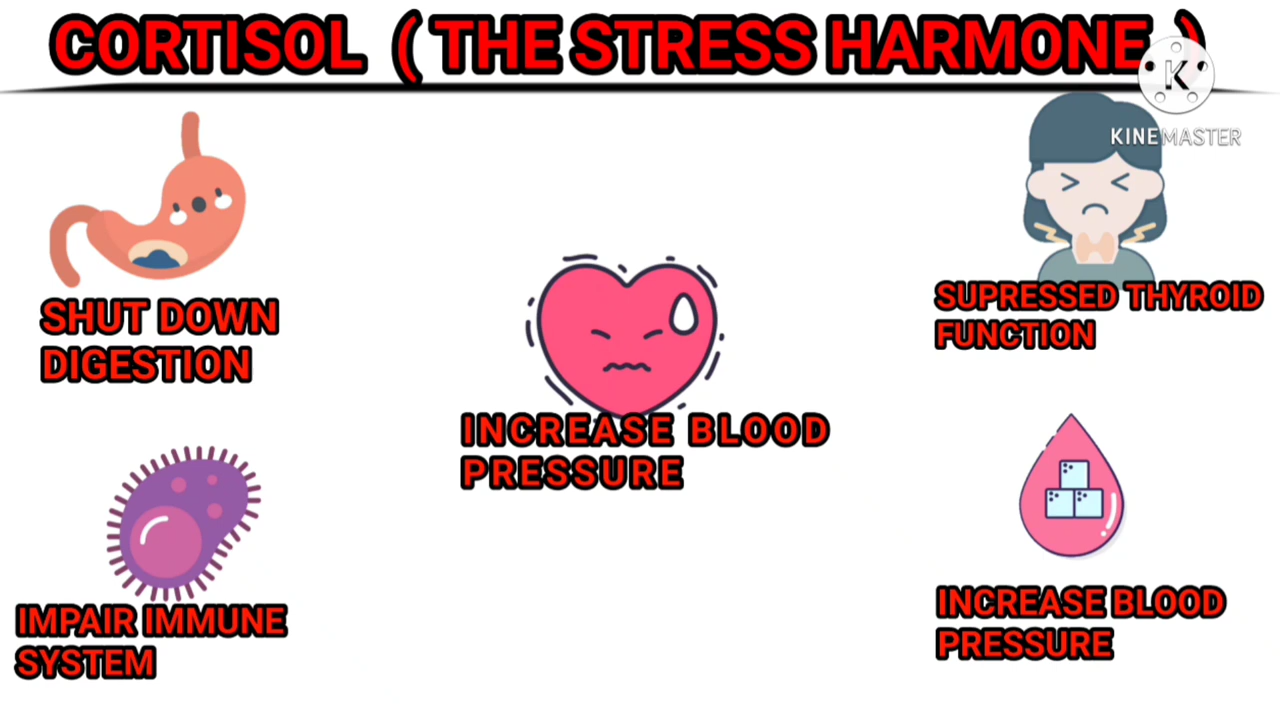 CORTISOL ( THE STRESS HARMONE )
K
KINEMASTER
SHUT DOWN
DIGESTION
SUPRESSED THYROID
FUNCTION
INCREASE BLOOD
PRESSURE
IMPAIR IMMUNE
SYSTEM
INCREASE BLOOD
PRESSURE